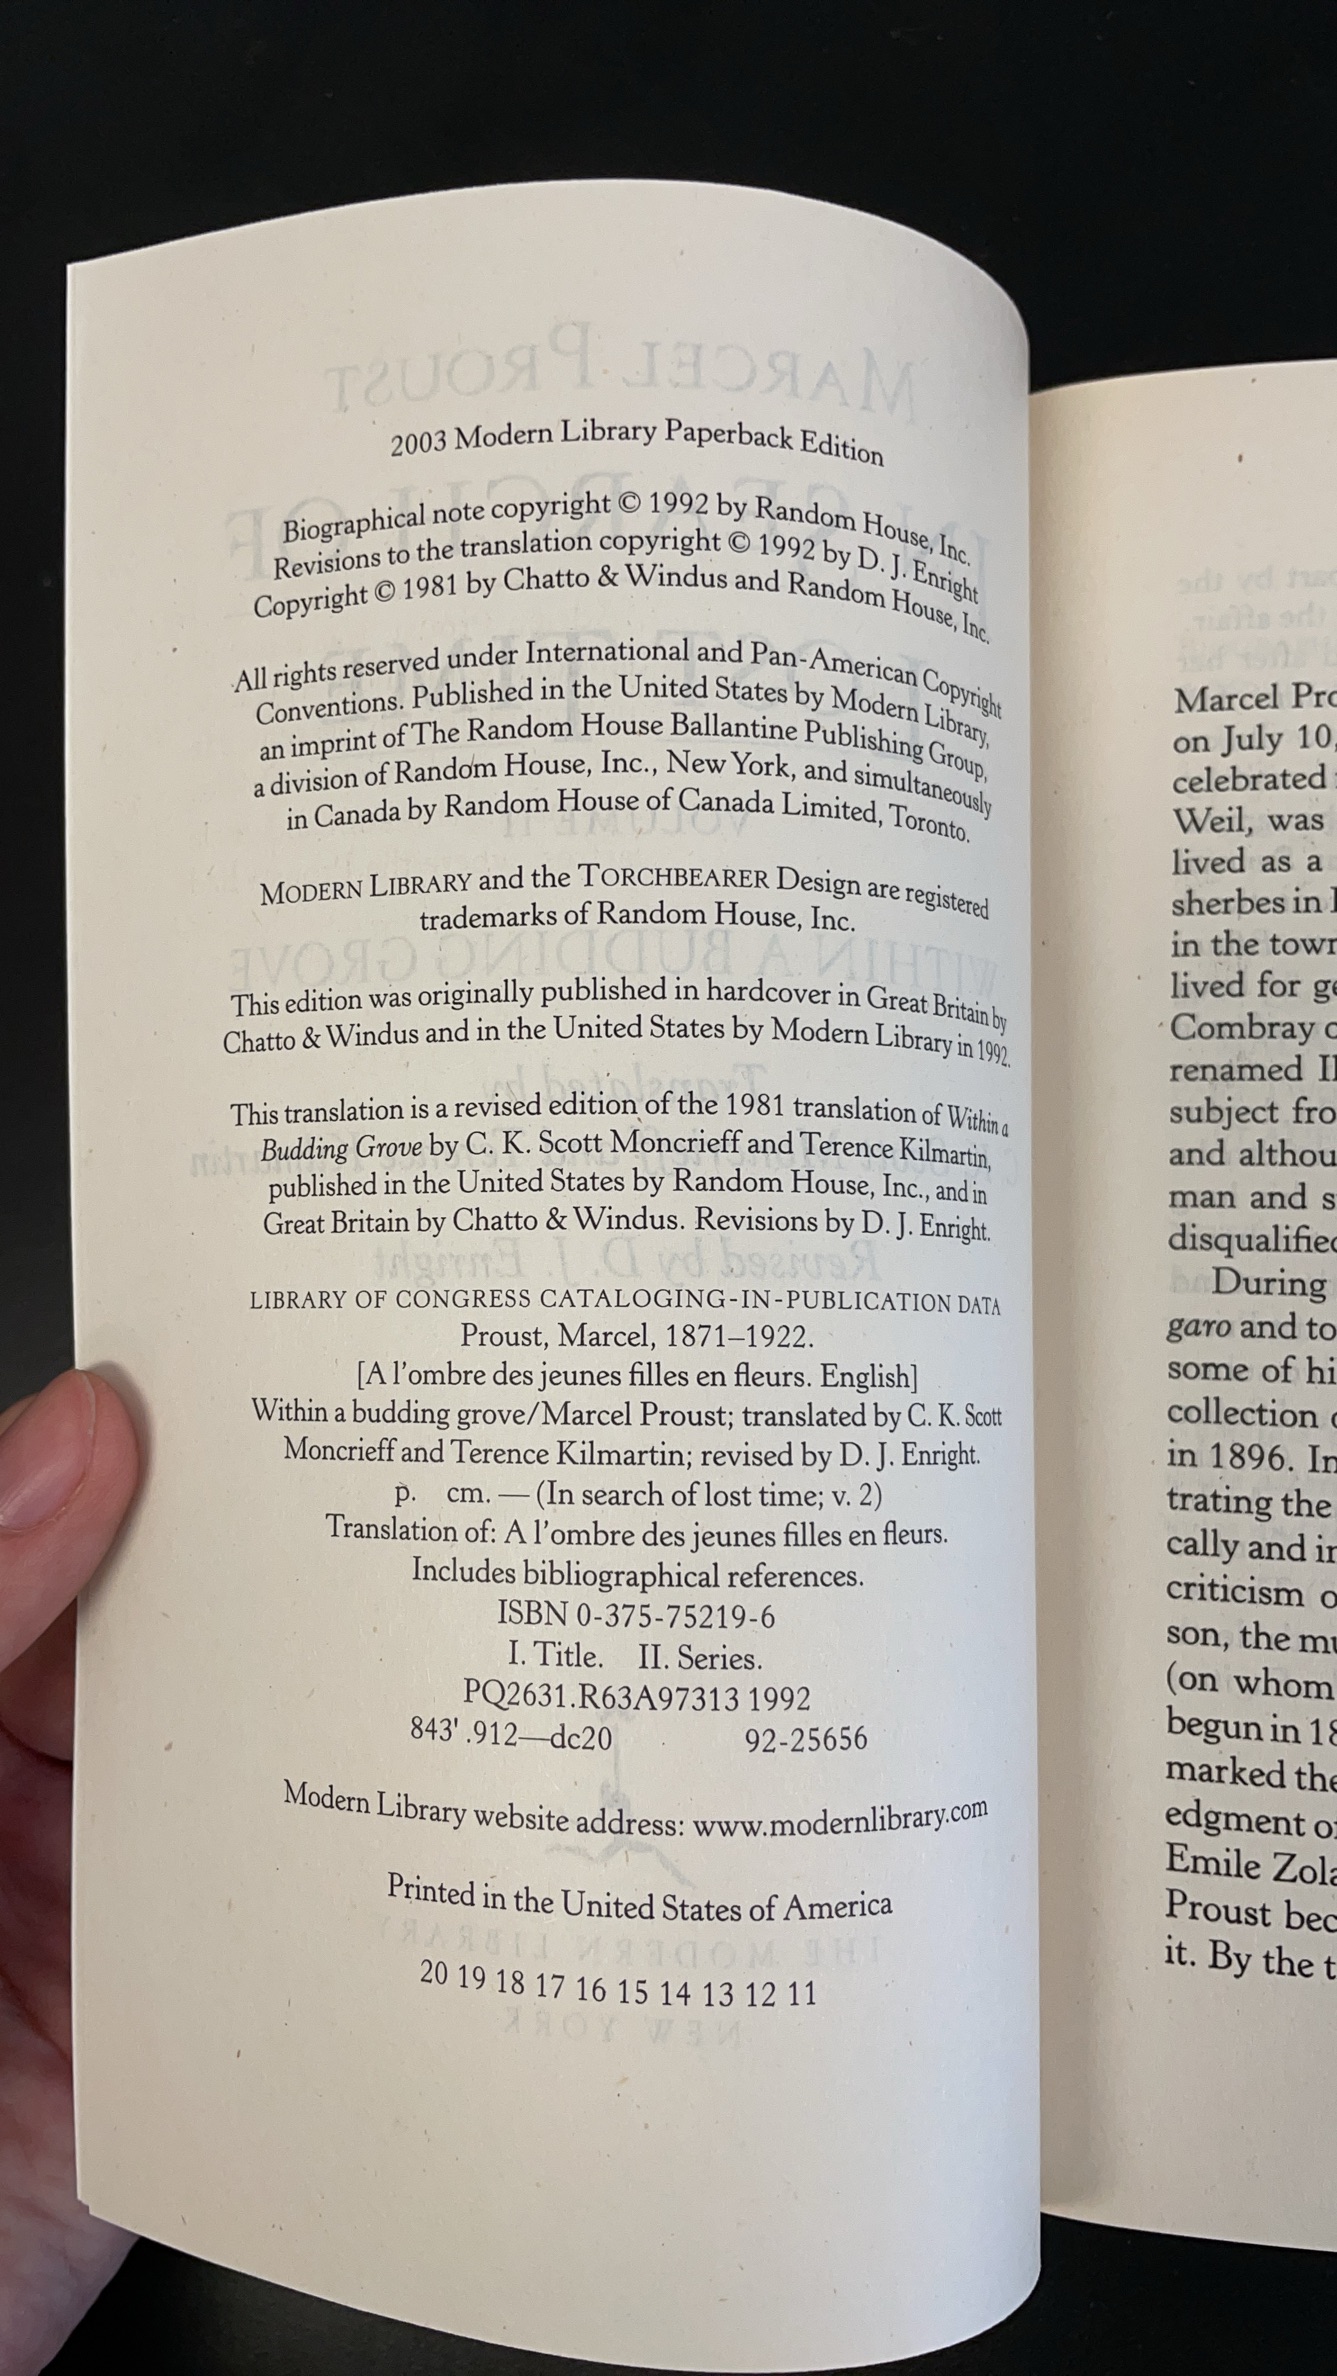 2003 Modern Library Paperback Edition
Biographical note copyright © 1992 by Random House, Inc.
Revisions to the translation copyright © 1992 by D. J. Enright
Copyright © 1981 by Chatto & Windus and Random House, Inc.
All rights reserved under International and Pan-American Copyright
Conventions. Published in the United States by Modern Library,
an imprint of The Random House Ballantine Publishing Group,
a division of Random House, Inc., New York, and simultaneously
in Canada by Random House of Canada Limited, Toronto.
MODERN LIBRARY and the TORCHBEARER Design are registered
trademarks of Random House, Inc.
This edition was originally published in hardcover in Great Britain by
Chatto & Windus and in the United States by Modern Library in 1992.
This translation is a revised edition of the 1981 translation of Within a
Budding Grove by C. K. Scott Moncrieff and Terence Kilmartin,
published in the United States by Random House, Inc., and in
Great Britain by Chatto & Windus. Revisions by D. J. Enright.
LIBRARY OF CONGRESS CATALOGING-IN-PUBLICATION DATA
Proust, Marcel, 1871–1922.
[A l'ombre des jeunes filles en fleurs. English]
Within a budding grove/Marcel Proust; translated by C. K. Scott
Moncrieff and Terence Kilmartin; revised by D. J. Enright.
p. cm. — (In search of lost time; v. 2)
Translation of: A l'ombre des jeunes filles en fleurs.
Includes bibliographical references.
ISBN 0-375-75219-6
I. Title. II. Series.
PQ2631.R63A97313 1992
843'.912—dc20 92-25656
Modern Library website address: www.modernlibrary.com
Printed in the United States of America
20 19 18 17 16 15 14 13 12 11
Marcel
on July 10,
celebrated
Weil, was
lived as a
sherbes in
in the
lived for
Combray
renamed
subject
and
man and
During
garo and to
some of
collection
in 1896.
trating the
cally and
criticism
son, the
(on whom
begun in
marked
edgment
Emile
Proust
it. By the